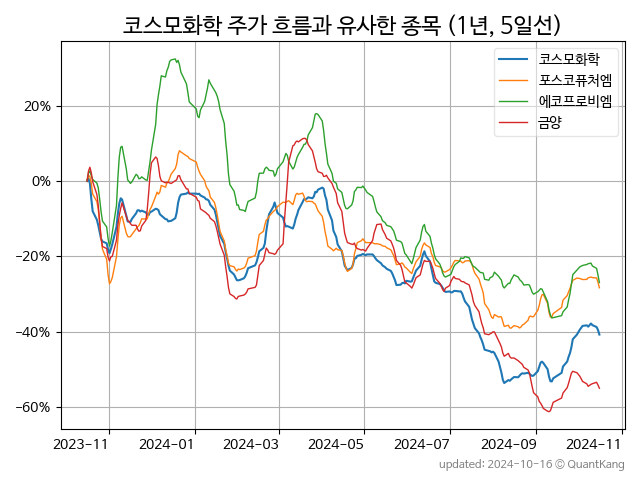 코스모화학 주가 흐름과 유사한 종목 (1년, 5일선)
코스모화학
포스코퓨처엠
에코프로비엠
금양
20%
0%
−20%
−40%
−60%
2023−11
2024−01
2024−03
2024−05
2024−07
2024−09
2024−11
updated: 2024-10-16 © QuantKang